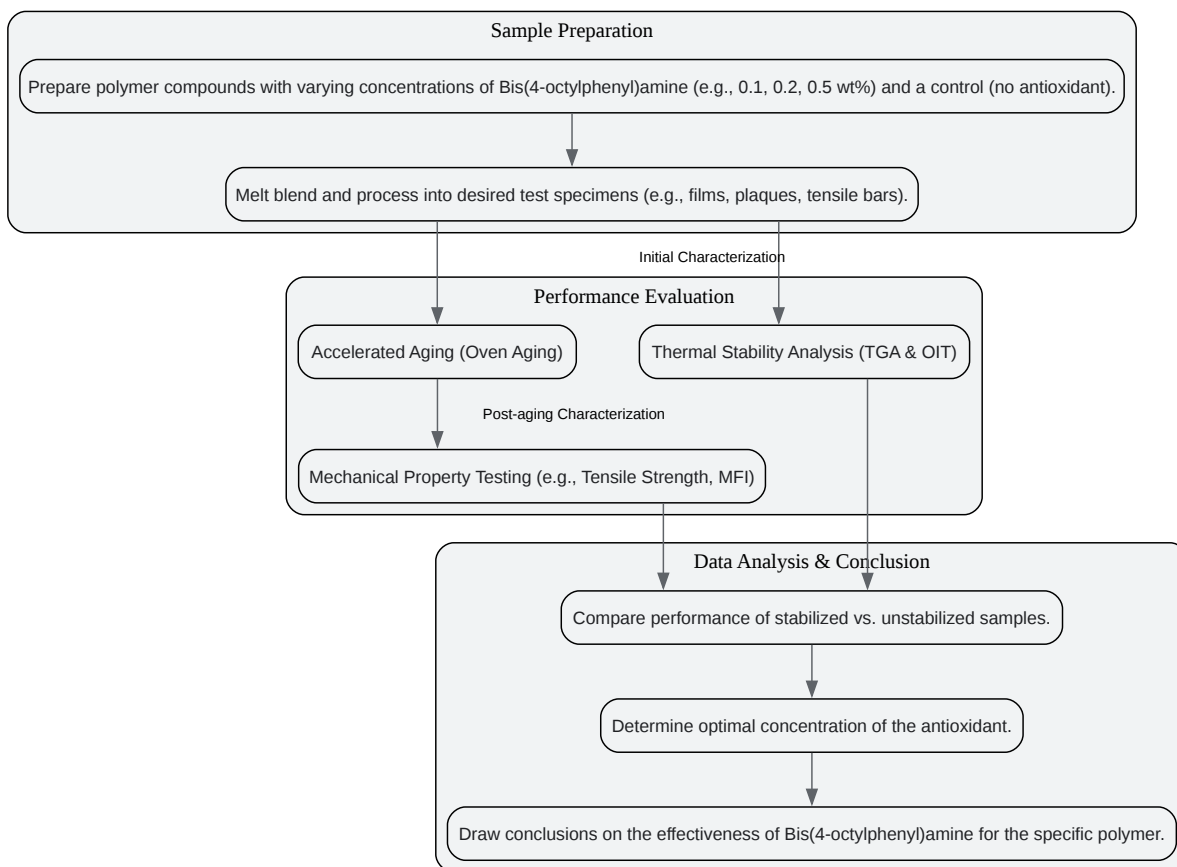 Sample Preparation
Prepare polymer compounds with varying concentrations of Bis(4-octylphenyl)amine (e.g., 0.1, 0.2, 0.5 wt%) and a control (no antioxidant).
Melt blend and process into desired test specimens (e.g., films, plaques, tensile bars).
Initial Characterization
Performance Evaluation
Accelerated Aging (Oven Aging)
Thermal Stability Analysis (TGA & OIT)
Post-aging Characterization
Mechanical Property Testing (e.g., Tensile Strength, MFI)
Data Analysis & Conclusion
Compare performance of stabilized vs. unstabilized samples.
Determine optimal concentration of the antioxidant.
Draw conclusions on the effectiveness of Bis(4-octylphenyl)amine for the specific polymer.